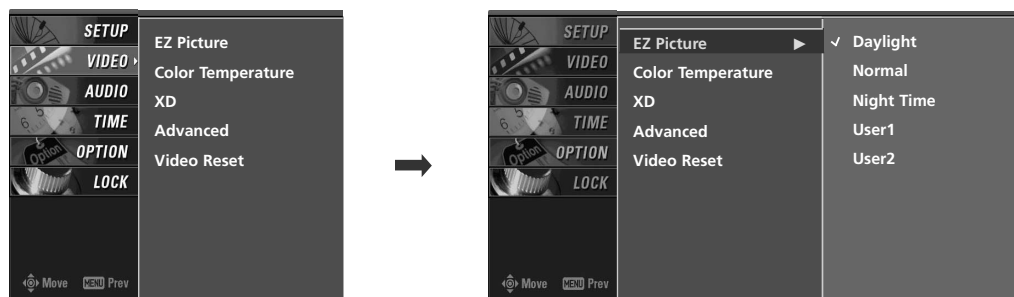 SETUP
VIDEO
AUDIO
TIME
OPTION
LOCK
EZ Picture
Color Temperature
XD
Advanced
Video Reset
Move MENU Prev
SETUP
VIDEO
AUDIO
TIME
OPTION
LOCK
EZ Picture
Color Temperature
XD
Advanced
Video Reset
Daylight
Normal
Night Time
User1
User2
Move MENU Prev